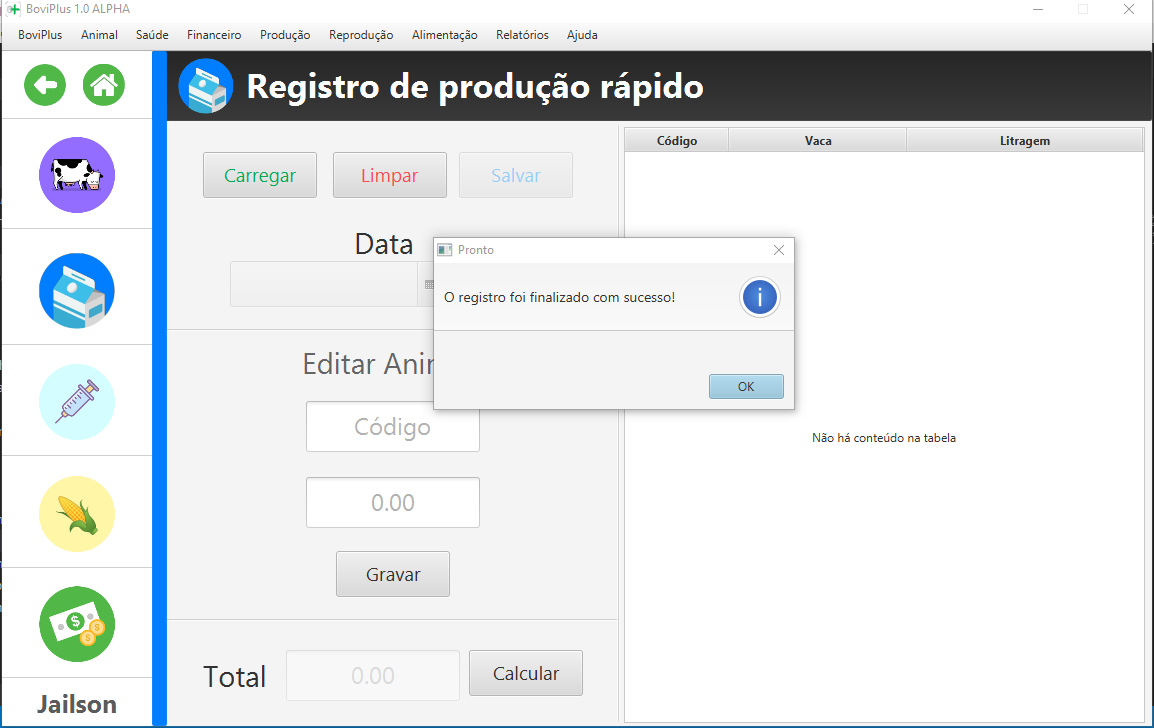 BoviPlus 1.0 ALPHA
BoviPlus Animal Saúde Financeiro Produção Reprodução Alimentação Relatórios Ajuda
Registro de produção rápido
Carregar Limpar Salvar
Código Vaca Litragem
Data
Pronto
O registro foi finalizado com sucesso!
OK
Editar Ani
Código
Não há conteúdo na tabela
0.00
Gravar
Total 0.00 Calcular
Jailson